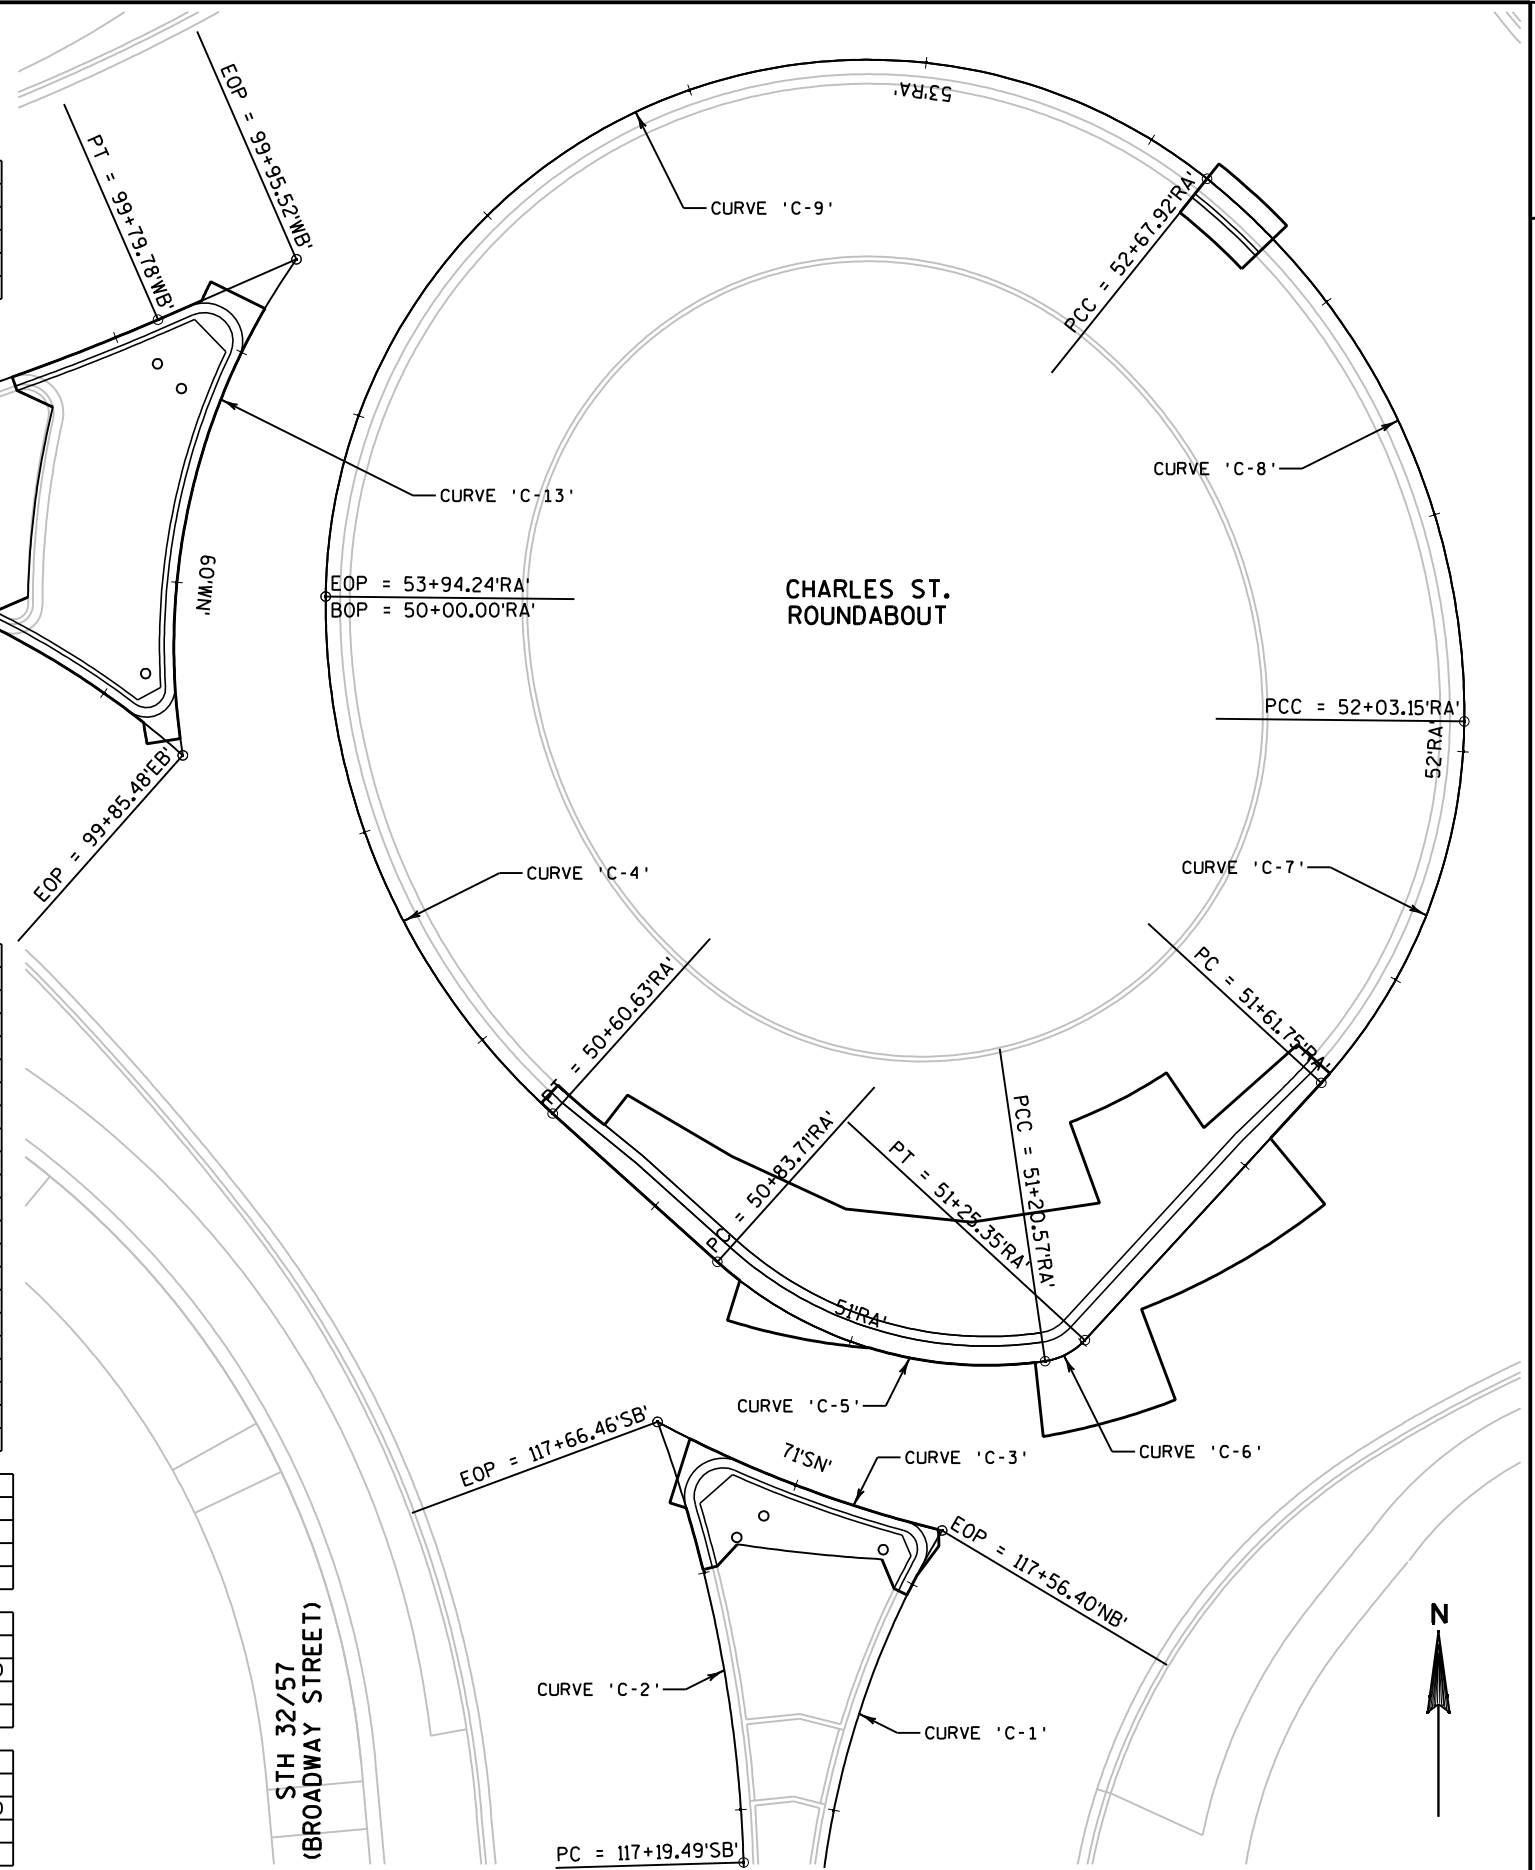 EOP = 99+95.52'WB'
PT = 99+79.78'WB'
53'RA'
CURVE 'C-9'
PCC = 52+67.92'RA'
CURVE 'C-8'
CURVE 'C-13'
60'WN'
EOP = 53+94.24'RA'
BOP = 50+00.00'RA'
CHARLES ST.
ROUNDABOUT
PCC = 52+03.15'RA'
52'RA'
EOP = 99+85.48'EB'
CURVE 'C-4'
CURVE 'C-7'
PC = 51+61.75'RA'
PT = 50+60.63'RA'
PC = 50+83.71'RA'
PT = 51+25.35'RA'
PCC = 51+20.57'RA'
51'RA'
CURVE 'C-5'
CURVE 'C-6'
EOP = 117+66.46'SB'
71'SN'
CURVE 'C-3'
EOP = 117+56.40'NB'
STH 32/57
(BROADWAY STREET)
CURVE 'C-2'
CURVE 'C-1'
N
PC = 117+19.49'SB'